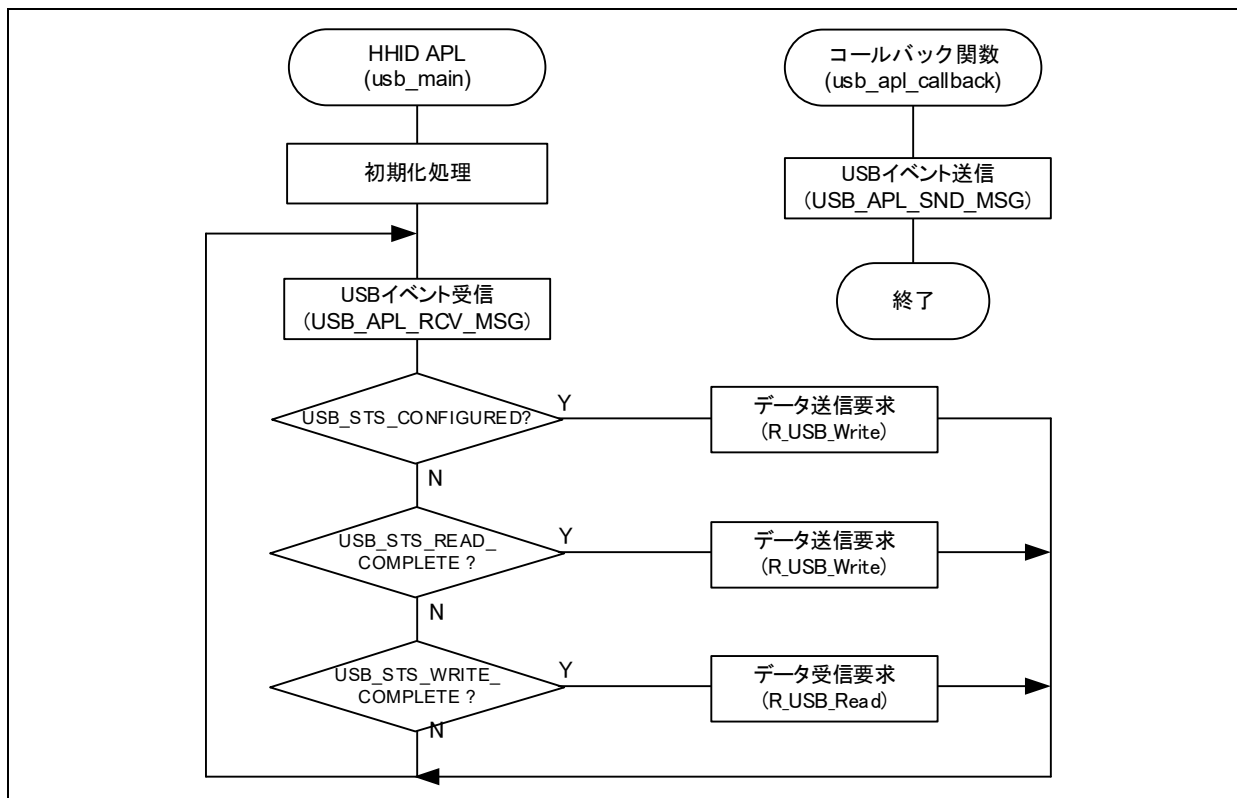 HHID APL
(usb_main)
初期化処理
USBイベント受信
(USB_APL_RCV_MSG)
USB_STS_CONFIGURED?
Y
データ送信要求
(R_USB_Write)
N
USB_STS_READ_
COMPLETE ?
Y
データ送信要求
(R_USB_Write)
N
USB_STS_WRITE_
COMPLETE ?
Y
データ受信要求
(R_USB_Read)
N
コールバック関数
(usb_apl_callback)
USBイベント送信
(USB_APL_SND_MSG)
終了